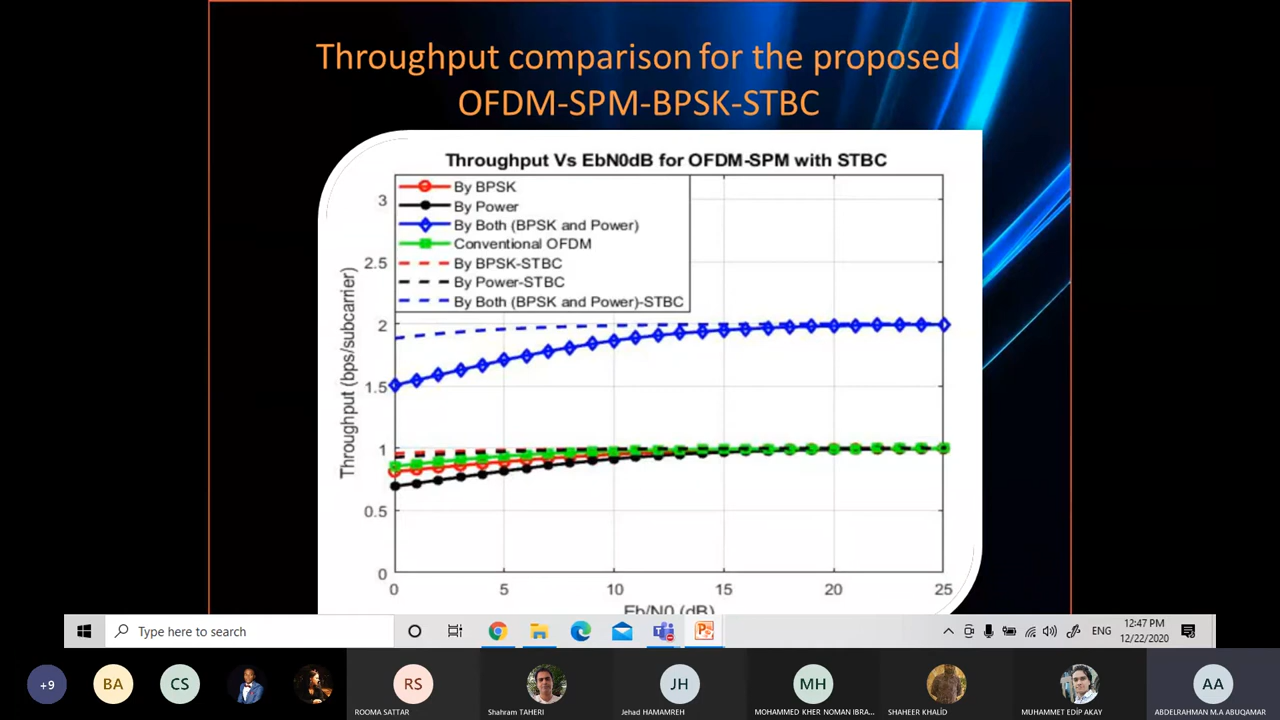 Throughput comparison for the proposed
OFDM-SPM-BPSK-STBC
Throughput Vs EbN0dB for OFDM-SPM with STBC
By BPSK
By Power
By Both (BPSK and Power)
Conventional OFDM
By BPSK-STBC
By Power-STBC
By Both (BPSK and Power)-STBC
Throughput (bps/subcarrier)
3
2.5
2
1.5
1
0.5
0
0 5 10 15 20 25
Eb/N0 (dB)
Type here to search
ENG
12:47 PM
12/22/2020
+9
BA
CS
RS
ROOMA SATTAR
Shahram TAHERI
JH
Jehad HAMAMREH
MH
MOHAMMED KHER NOMAN IBRA...
SHAHEER KHALİD
MUHAMMET EDİP AKAY
AA
ABDELRAHMAN M.A ABUQAMAR